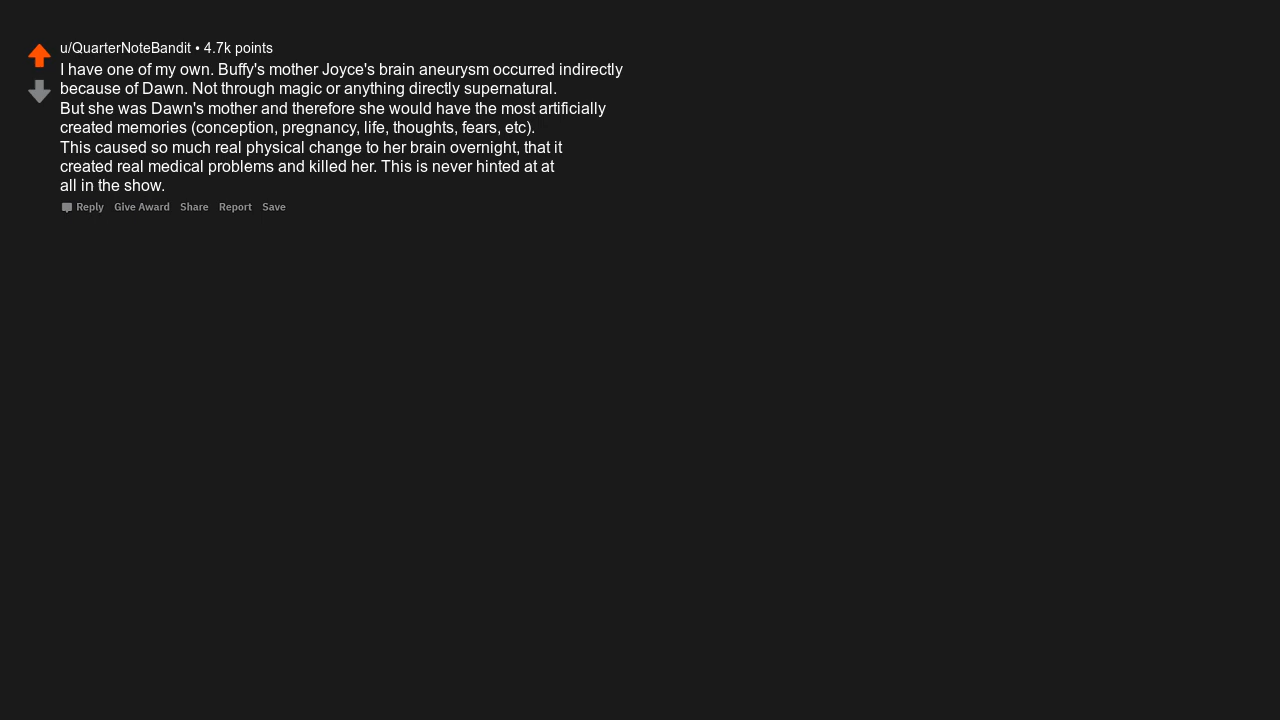 u/QuarterNoteBandit • 4.7k points
I have one of my own. Buffy's mother Joyce's brain aneurysm occurred indirectly
because of Dawn. Not through magic or anything directly supernatural.
But she was Dawn's mother and therefore she would have the most artificially
created memories (conception, pregnancy, life, thoughts, fears, etc).
This caused so much real physical change to her brain overnight, that it
created real medical problems and killed her. This is never hinted at at
all in the show.
Reply Give Award Share Report Save